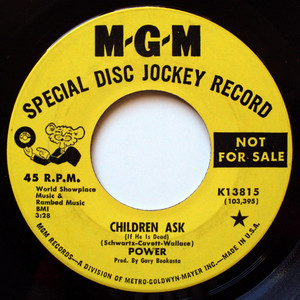 M-G-M
SPECIAL DISC JOCKEY RECORD
NOT
FOR SALE
45 R.P.M.
World Showplace
Music &
Rambed Music
BMI
3:28
K13815
(103,395)
CHILDREN ASK
(If He Is Dead)
(Schwartz-Cavett-Wallace)
POWER
Prod. By Gary Bookasta
MGM RECORDS—A DIVISION OF METRO-GOLDWYN-MAYER INC.—MADE IN U.S.A.